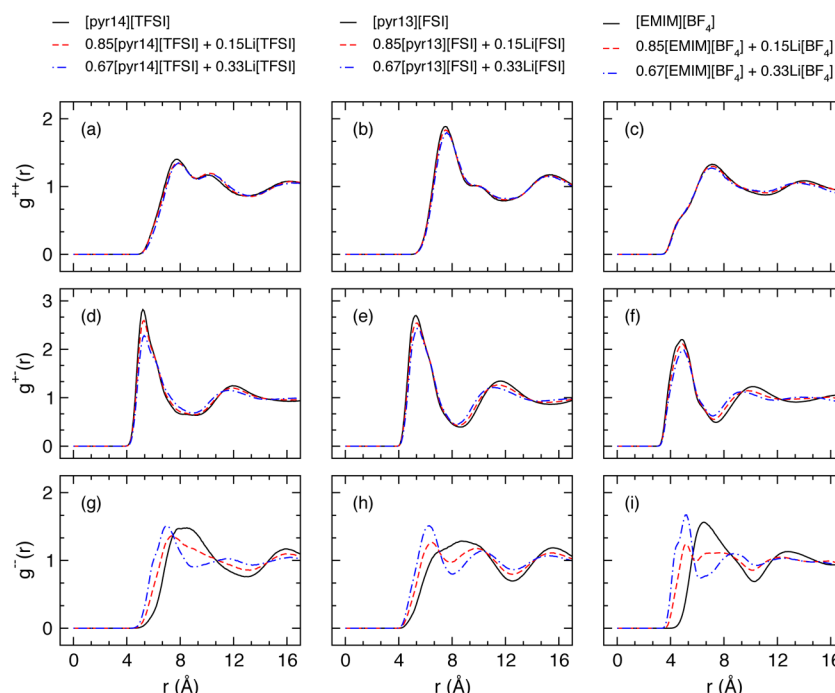 [pyr14][TFSI]
0.85[pyr14][TFSI] + 0.15Li[TFSI]
0.67[pyr14][TFSI] + 0.33Li[TFSI]
[pyr13][FSI]
0.85[pyr13][FSI] + 0.15Li[FSI]
0.67[pyr13][FSI] + 0.33Li[FSI]
[EMIM][BF₄]
0.85[EMIM][BF₄] + 0.15Li[BF₄]
0.67[EMIM][BF₄] + 0.33Li[BF₄]
g⁺⁺(r)
2
1
0
(a)
(b)
(c)
g⁺⁻(r)
3
2
1
0
(d)
(e)
(f)
g⁻⁻(r)
2
1
0
(g)
(h)
(i)
0 4 8 12 16
0 4 8 12 16
0 4 8 12 16
r (Å)
r (Å)
r (Å)